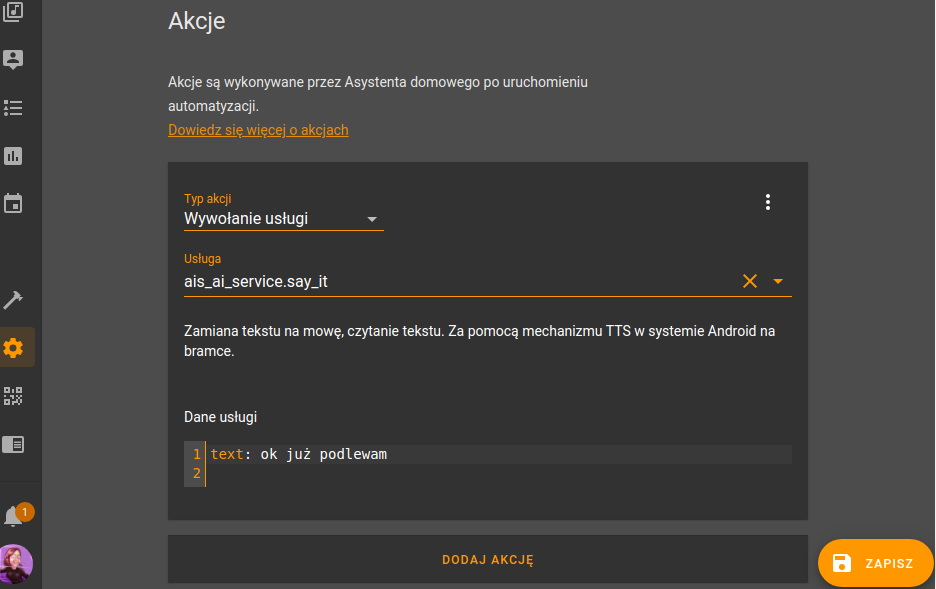 Akcje
Akcje są wykonywane przez Asystenta domowego po uruchomieniu
automatyzacji.
Dowiedz się więcej o akcjach
Typ akcji
Wywołanie usługi
Usługa
ais_ai_service.say_it
Zamiana tekstu na mowę, czytanie tekstu. Za pomocą mechanizmu TTS w systemie Android na
bramce.
Dane usługi
1 text: ok już podlewam
2
1
DODAJ AKCJĘ
ZAPISZ